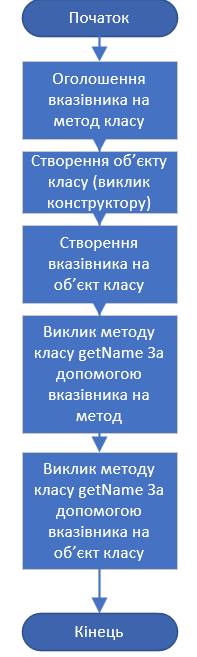 Початок
Оголошення
вказівника на
метод класу
Створення об’єкту
класу (виклик
конструктору)
Створення
вказівника на
об’єкт класу
Виклик методу
класу getName За
допомогою
вказівника на
метод
Виклик методу
класу getName За
допомогою
вказівника на
об’єкт класу
Кінець